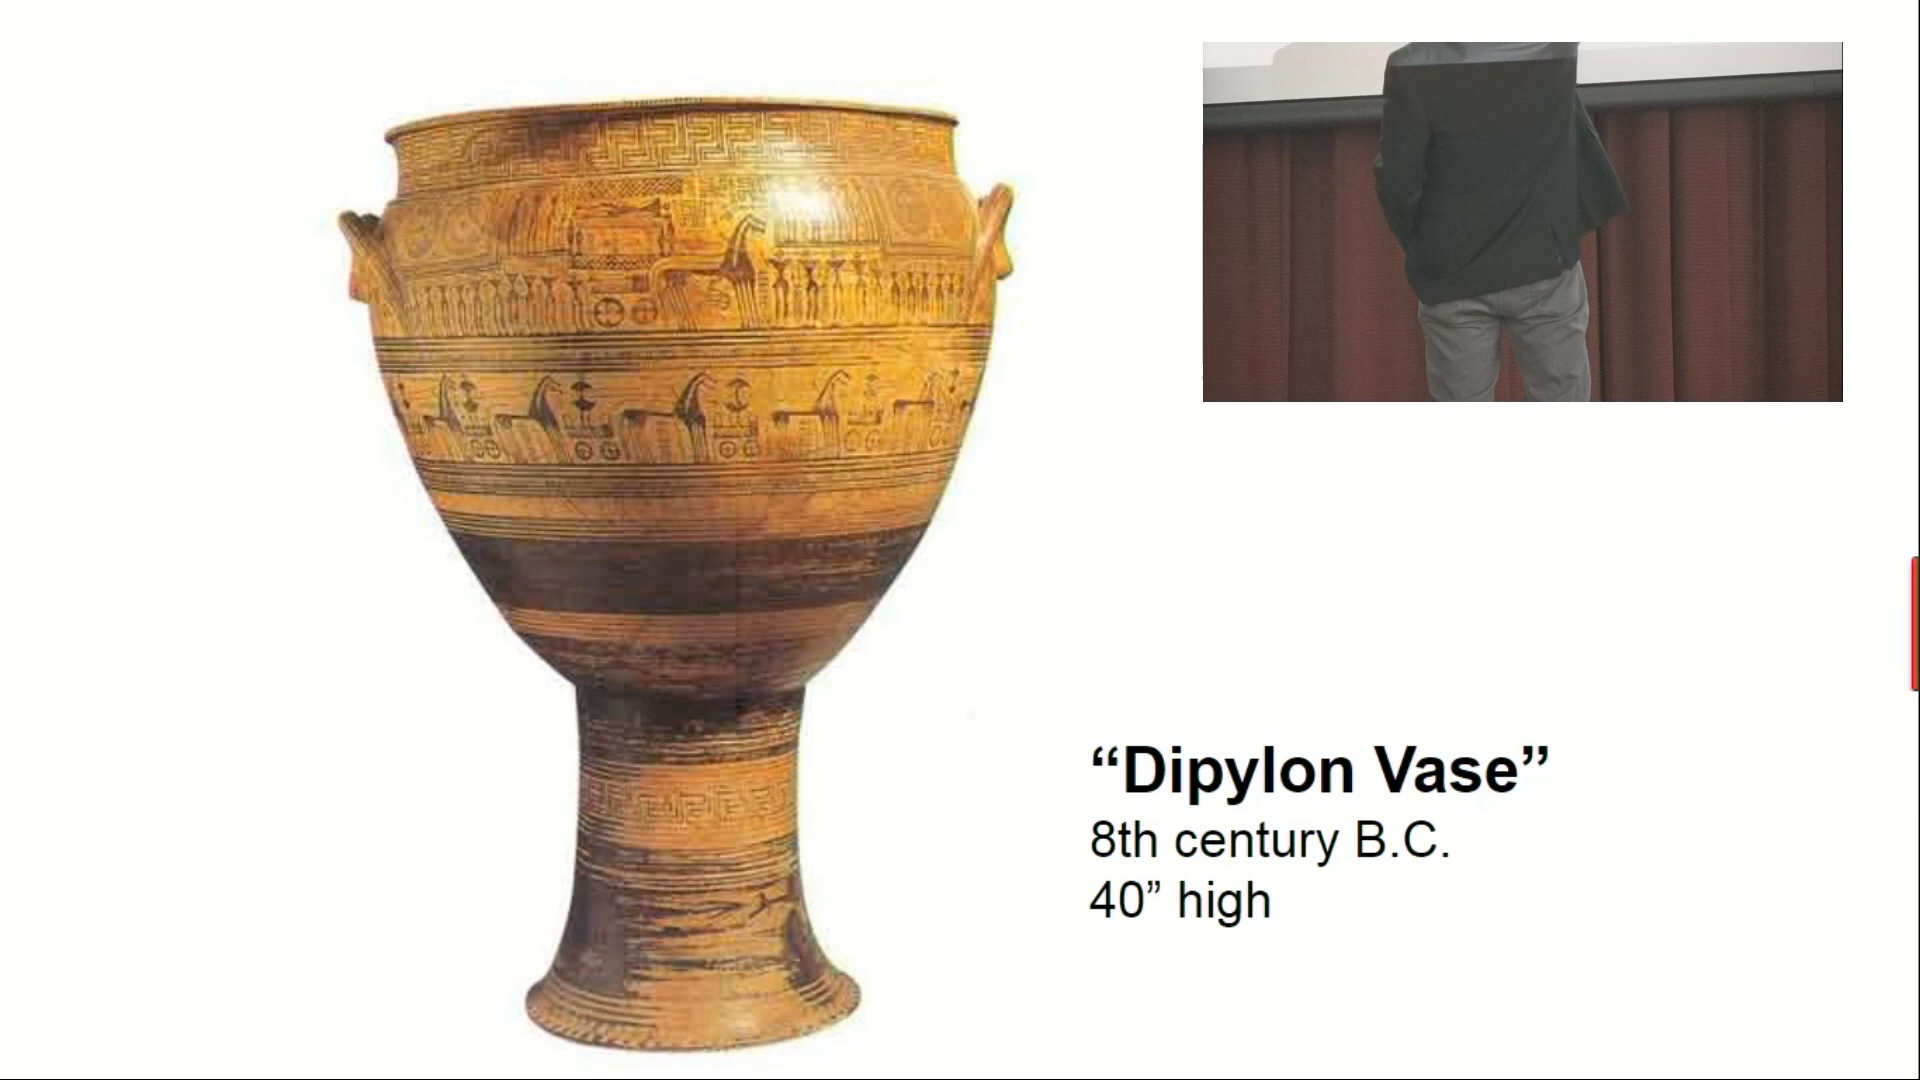 “Dipylon Vase”
8th century B.C.
40” high